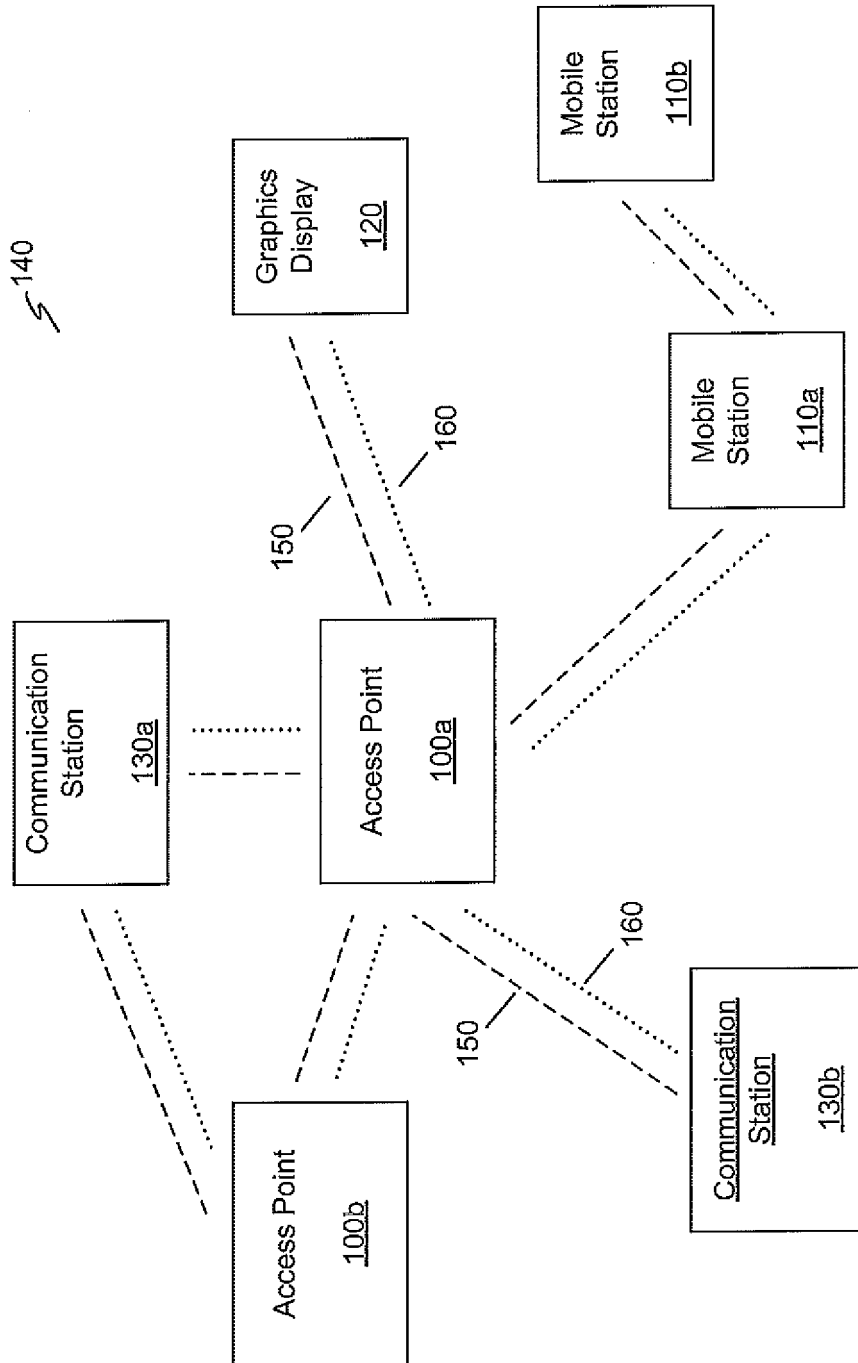 140
Communication
Station
130a
Access Point
100b
Graphics
Display
120
150
160
Access Point
100a
150
160
Mobile
Station
110b
Mobile
Station
110a
Communication
Station
130b